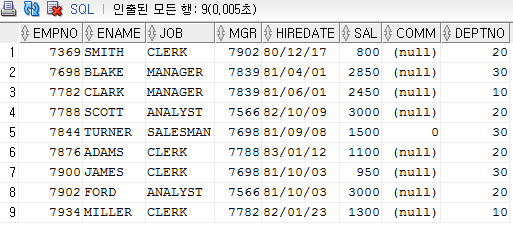 SQL | 인출된 모든 행: 9(0,005초)
EMPNO ENAME JOB MGR HIREDATE SAL COMM DEPTNO
1 7369 SMITH CLERK 7902 80/12/17 800 (null) 20
2 7698 BLAKE MANAGER 7839 81/04/01 2850 (null) 30
3 7782 CLARK MANAGER 7839 81/06/01 2450 (null) 10
4 7788 SCOTT ANALYST 7566 82/10/09 3000 (null) 20
5 7844 TURNER SALESMAN 7698 81/09/08 1500 0 30
6 7876 ADAMS CLERK 7788 83/01/12 1100 (null) 20
7 7900 JAMES CLERK 7698 81/10/03 950 (null) 30
8 7902 FORD ANALYST 7566 81/10/03 3000 (null) 20
9 7934 MILLER CLERK 7782 82/01/23 1300 (null) 10